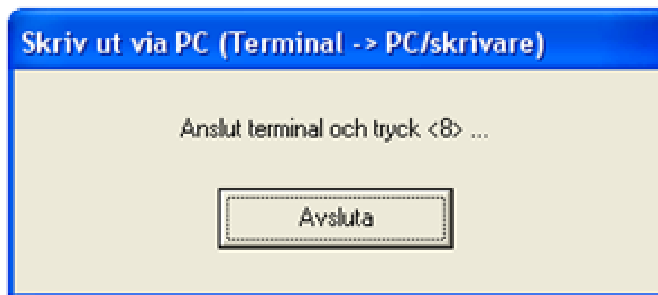 Skriv ut via PC (Terminal -> PC/skrivare)
Anslut terminal och tryck <8> ...
Avsluta